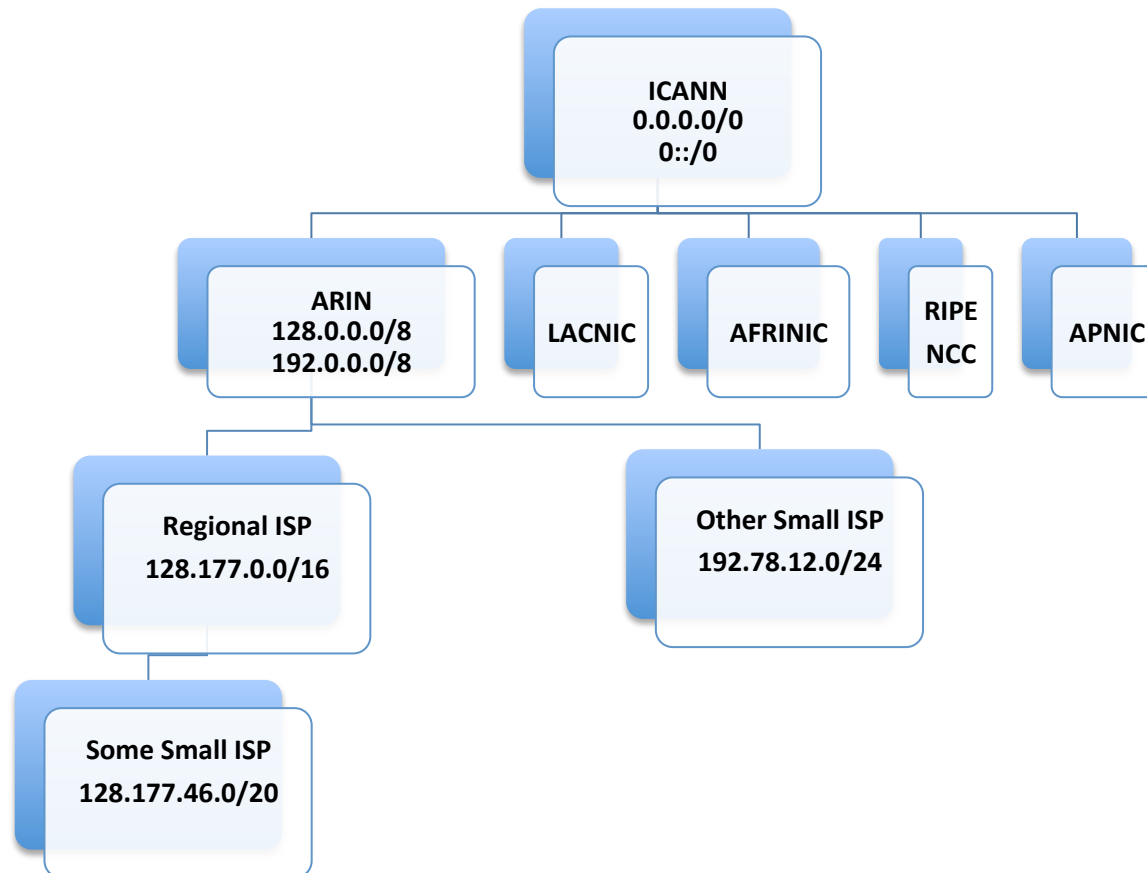 ICANN
0.0.0.0/0
0::/0
ARIN
128.0.0.0/8
192.0.0.0/8
LACNIC
AFRINIC
RIPE
NCC
APNIC
Regional ISP
128.177.0.0/16
Other Small ISP
192.78.12.0/24
Some Small ISP
128.177.46.0/20